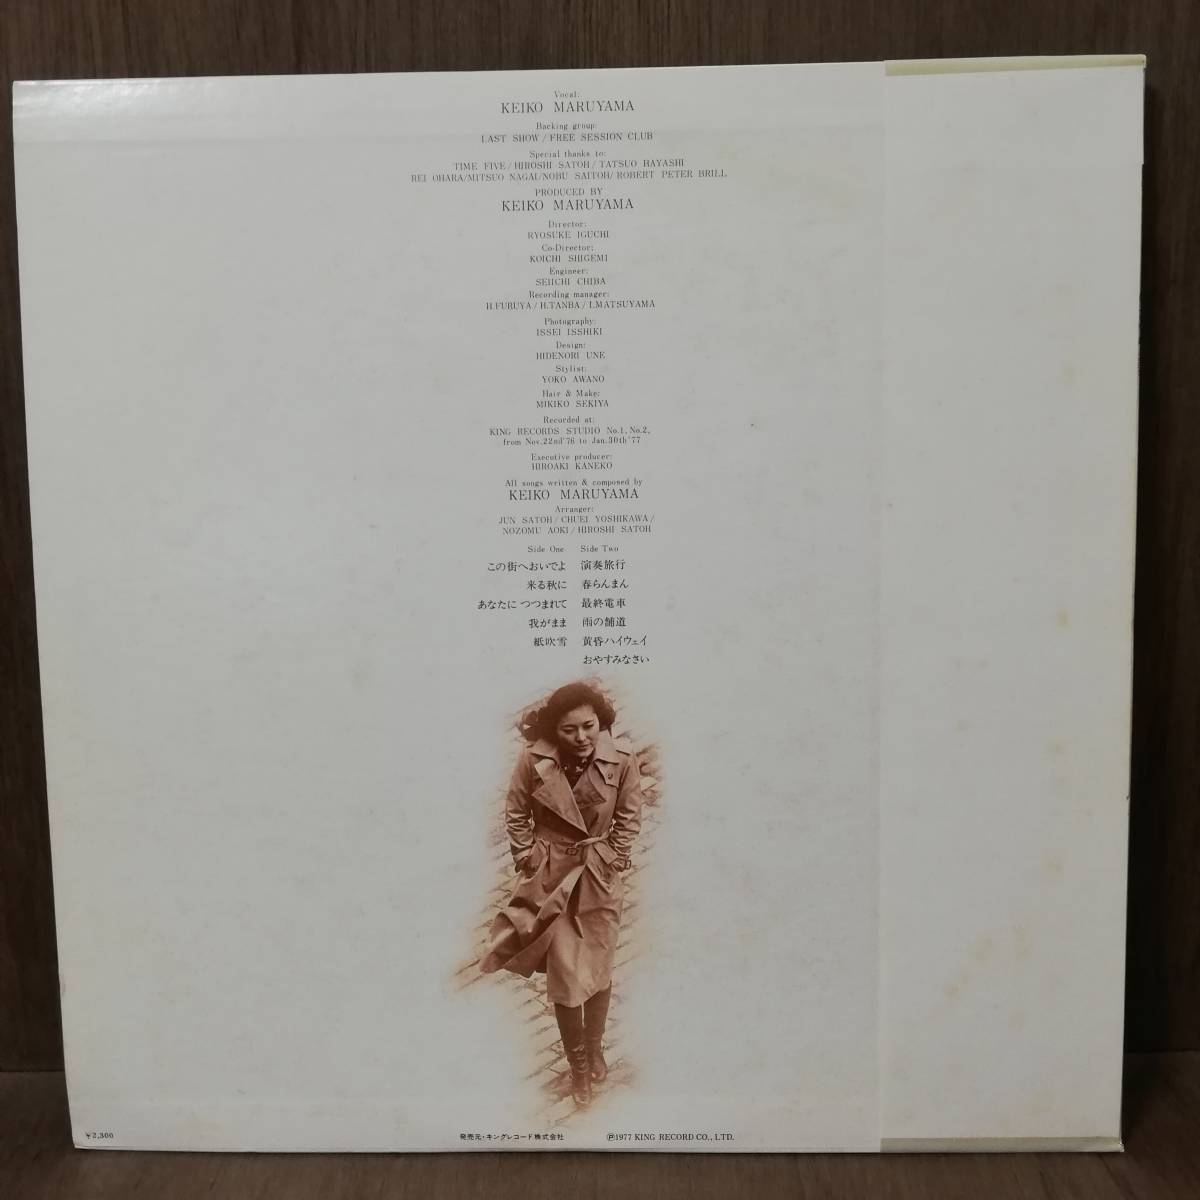 Vocal:
KEIKO MARUYAMA
Backing group:
LAST SHOW/FREE SESSION CLUB
Special thanks to:
TIME FIVE/HIROSHI SATOH/TATSUO HAYASHI
REI OHARA/MITSUO NAGAI/NOBU SAITOH/ROBERT PETER BRILL
PRODUCED BY
KEIKO MARUYAMA
Director:
RYOSUKE IGUCHI
Co-Director:
KOICHI SHIGEMI
Engineer:
SEIICHI CHIBA
Recording manager:
H.FURUYA/H.TANBA/I.MATSUYAMA
Photography:
ISSEI ISSHIKI
Design:
HIDENORI UNE
Stylist:
YOKO AWANO
Hair & Make:
MIKIKO SEKIYA
Recorded at:
KING RECORDS STUDIO No.1, No.2,
from Nov.22nd'76 to Jan.30th'77
Executive producer:
HIROAKI KANEKO
All songs written & composed by
KEIKO MARUYAMA
Arranger:
JUN SATOH/CHUEI YOSHIKAWA/
NOZOMU AOKI/HIROSHI SATOH
Side One Side Two
この街へおいでよ 演奏旅行
来る秋に 春らんまん
あなたに つつまれて 最終電車
我がまま 雨の舗道
紙吹雪 黄昏ハイウェイ
おやすみなさい
¥2,300 発売元・キングレコード株式会社 Ⓟ1977 KING RECORD CO., LTD.